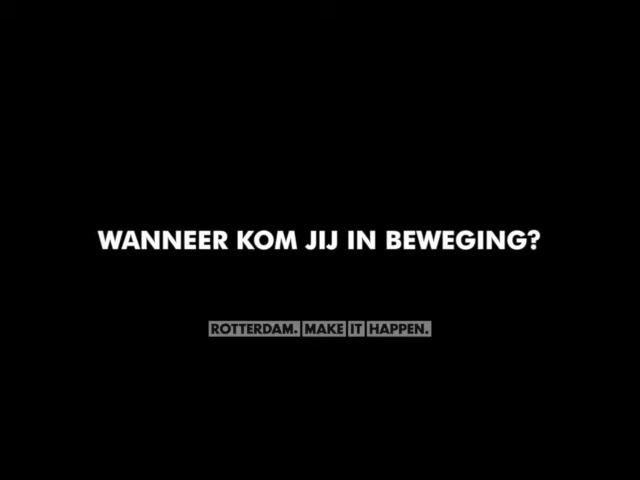 WANNEER KOM JIJ IN BEWEGING?
ROTTERDAM. MAKE IT HAPPEN.